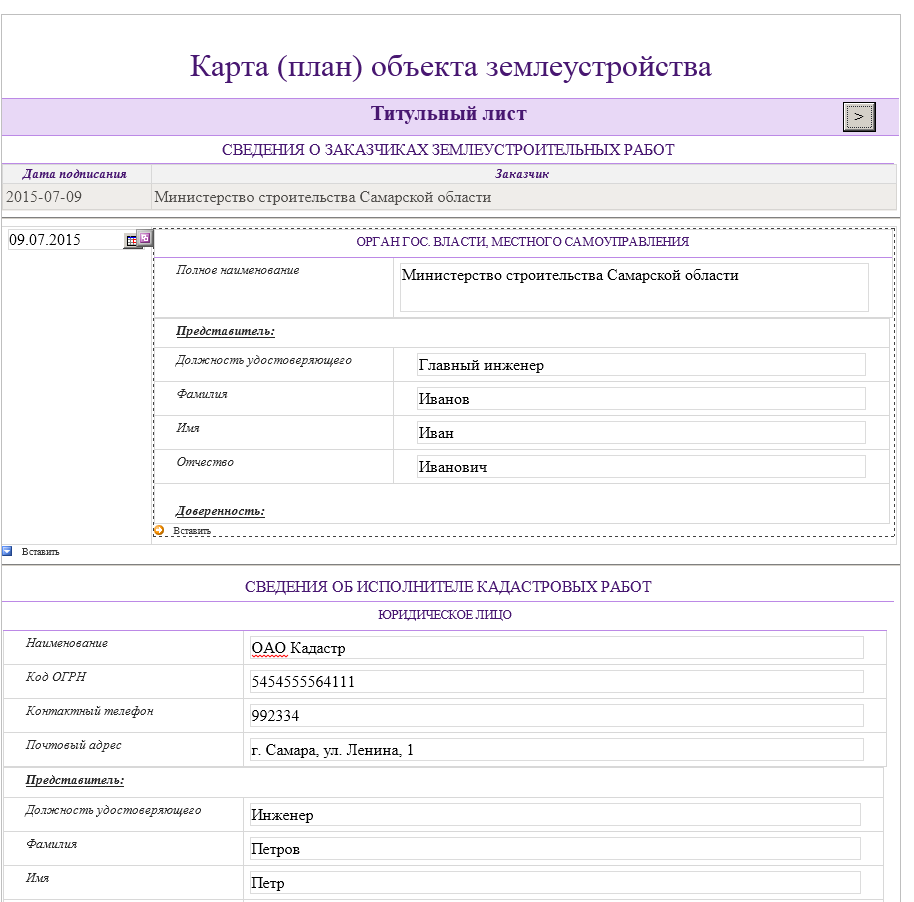 Карта (план) объекта землеустройства
Титульный лист
>
СВЕДЕНИЯ О ЗАКАЗЧИКАХ ЗЕМЛЕУСТРОИТЕЛЬНЫХ РАБОТ
Дата подписания Заказчик
2015-07-09 Министерство строительства Самарской области
09.07.2015 ОРГАН ГОС. ВЛАСТИ, МЕСТНОГО САМОУПРАВЛЕНИЯ
Полное наименование Министерство строительства Самарской области
Представитель:
Должность удостоверяющего Главный инженер
Фамилия Иванов
Имя Иван
Отчество Иванович
Доверенность:
Вставить
Вставить
СВЕДЕНИЯ ОБ ИСПОЛНИТЕЛЕ КАДАСТРОВЫХ РАБОТ
ЮРИДИЧЕСКОЕ ЛИЦО
Наименование ОАО Кадастр
Код ОГРН 5454555564111
Контактный телефон 992334
Почтовый адрес г. Самара, ул. Ленина, 1
Представитель:
Должность удостоверяющего Инженер
Фамилия Петров
Имя Петр